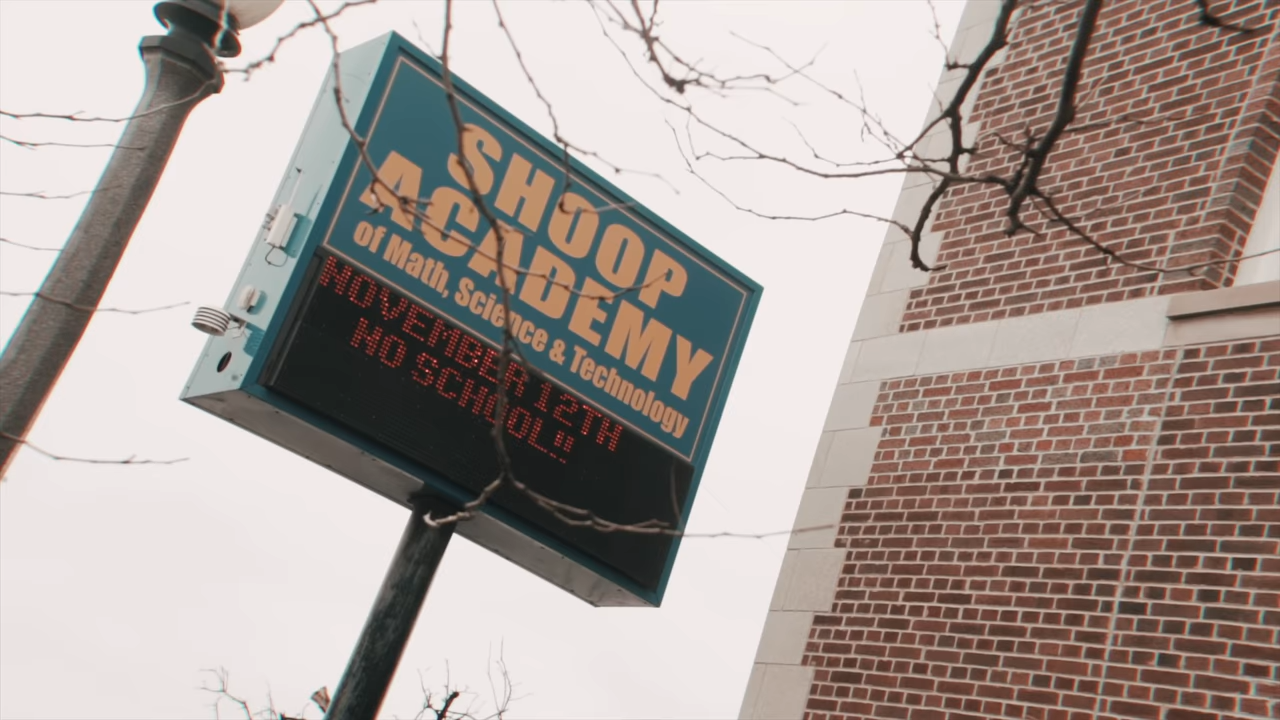 SHOOP
ACADEMY
of Math, Science & Technology
NOVEMBER 12TH
NO SCHOOL!!